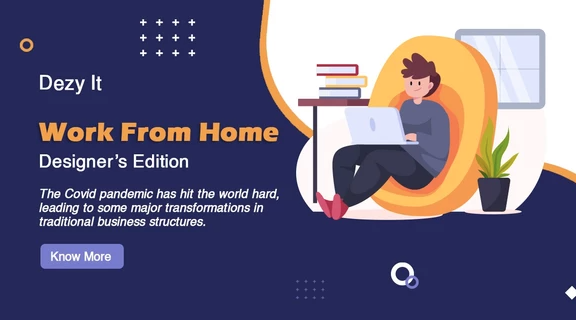 Dezy It
Work From Home
Designer's Edition
The Covid pandemic has hit the world hard,
leading to some major transformations in
traditional business structures.
Know More